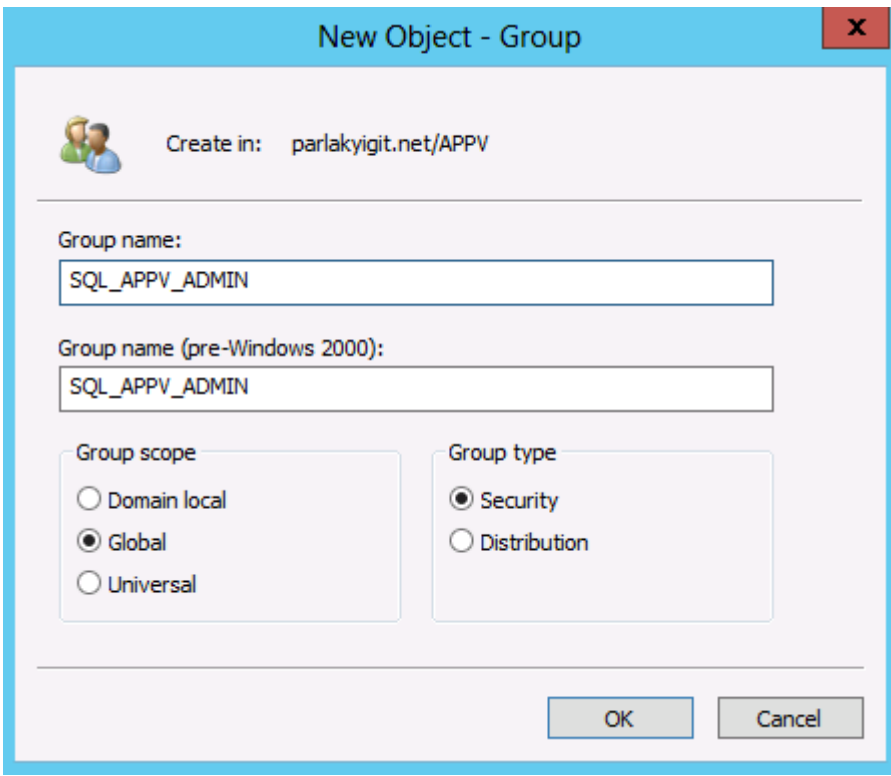 New Object - Group
x
Create in: parlakyigit.net/APPV
Group name:
SQL_APPV_ADMIN
Group name (pre-Windows 2000):
SQL_APPV_ADMIN
Group scope
Domain local
Global
Universal
Group type
Security
Distribution
OK
Cancel